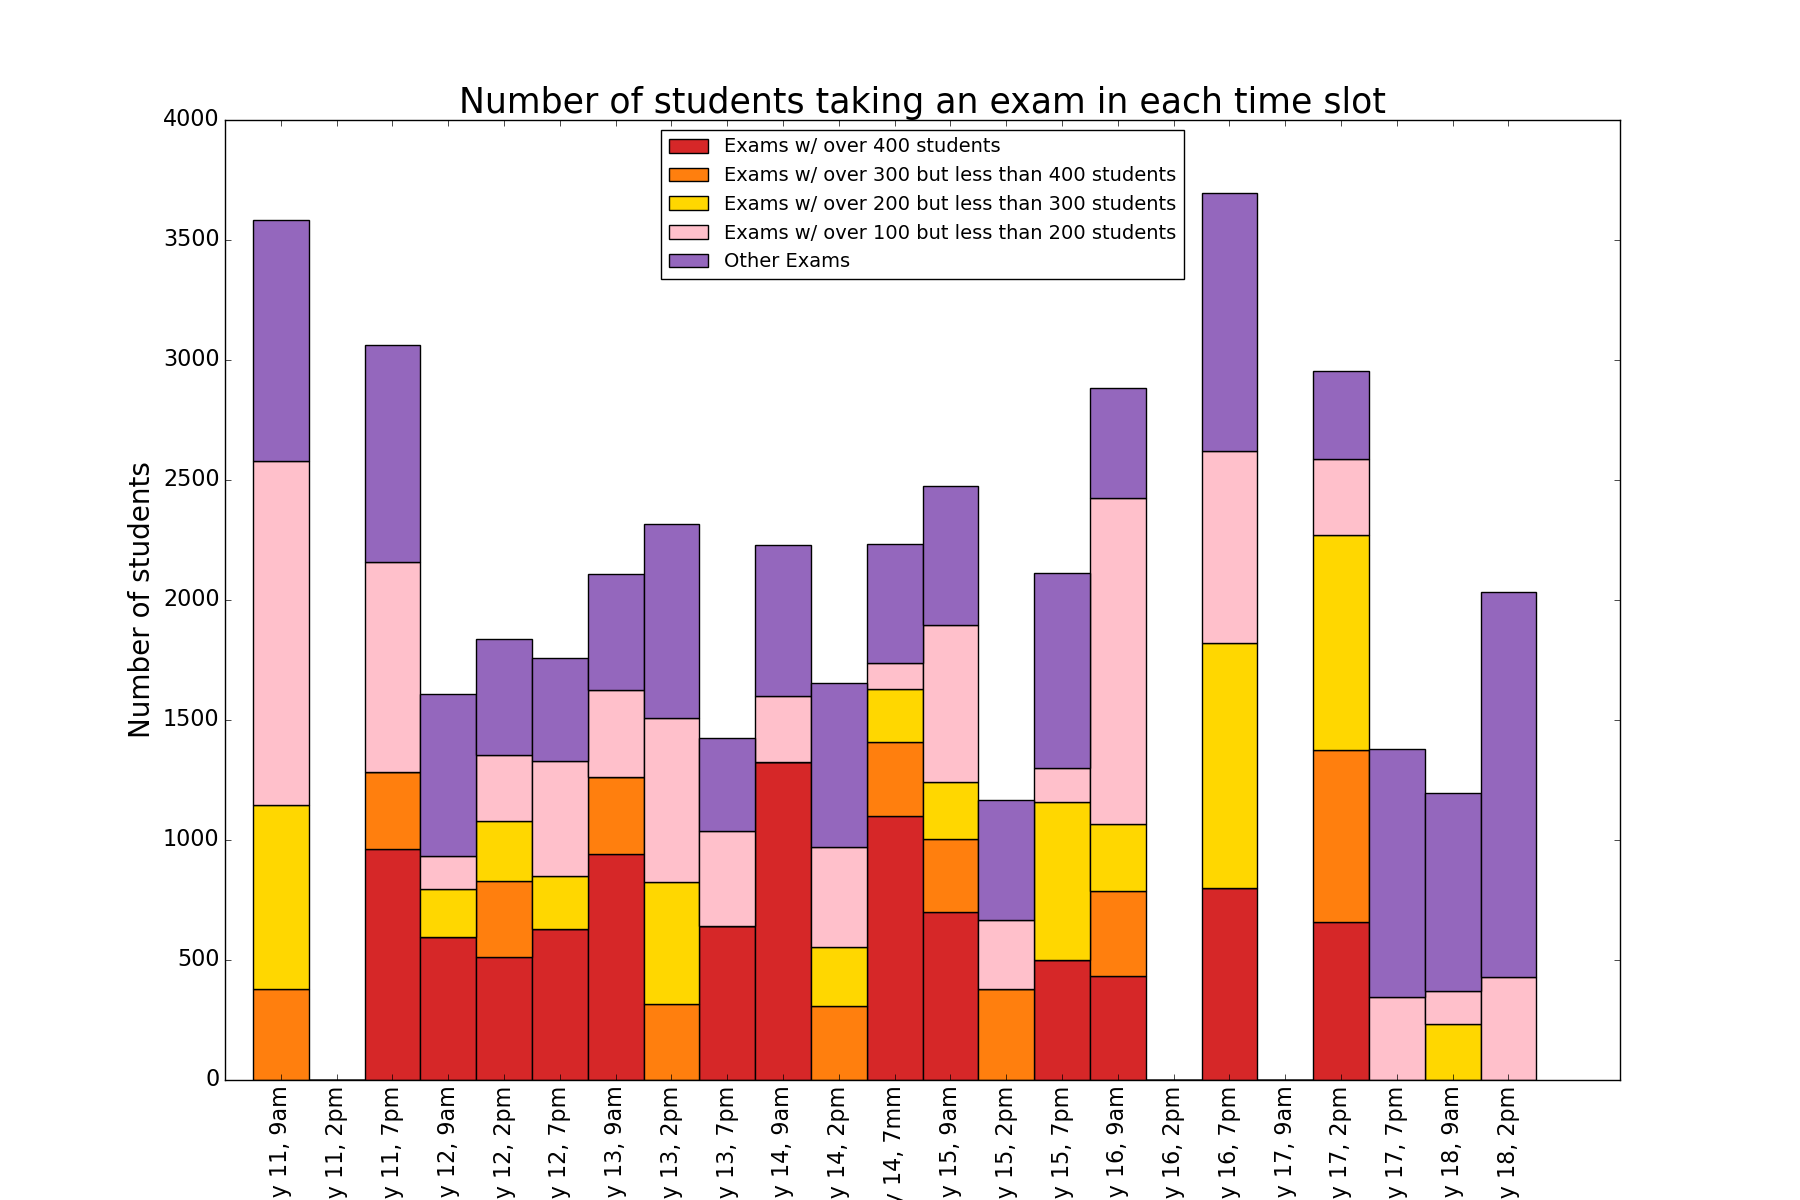 Number of students taking an exam in each time slot
Exams w/ over 400 students
Exams w/ over 300 but less than 400 students
Exams w/ over 200 but less than 300 students
Exams w/ over 100 but less than 200 students
Other Exams
Number of students
4000
3500
3000
2500
2000
1500
1000
500
0
y 11, 9am
y 11, 2pm
y 11, 7pm
y 12, 9am
y 12, 2pm
y 12, 7pm
y 13, 9am
y 13, 2pm
y 13, 7pm
y 14, 9am
y 14, 2pm
y 14, 7mm
y 15, 9am
y 15, 2pm
y 15, 7pm
y 16, 9am
y 16, 2pm
y 16, 7pm
y 17, 9am
y 17, 2pm
y 17, 7pm
y 18, 9am
y 18, 2pm